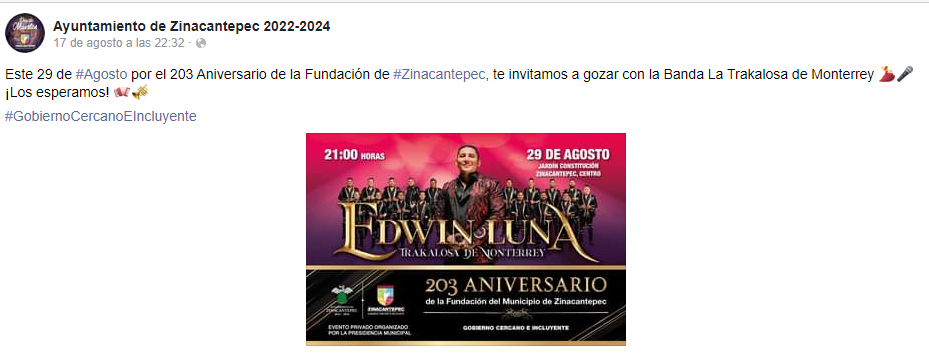 Ayuntamiento de Zinacantepec 2022-2024
17 de agosto a las 22:32 ·
Este 29 de #Agosto por el 203 Aniversario de la Fundación de #Zinacantepec, te invitamos a gozar con la Banda La Trakalosa de Monterrey 💃🎤
¡Los esperamos! 🪗🎺
#GobiernoCercanoEIncluyente
21:00 HORAS
29 DE AGOSTO
JARDÍN CONSTITUCIÓN
ZINACANTEPEC, CENTRO
EDWIN LUNA
TRAKALOSA DE MONTERREY
203 ANIVERSARIO
de la Fundación del Municipio de Zinacantepec
ZINACANTEPEC
ZINACANTEPEC
EVENTO PRIVADO ORGANIZADO
POR LA PRESIDENCIA MUNICIPAL
GOBIERNO CERCANO E INCLUYENTE